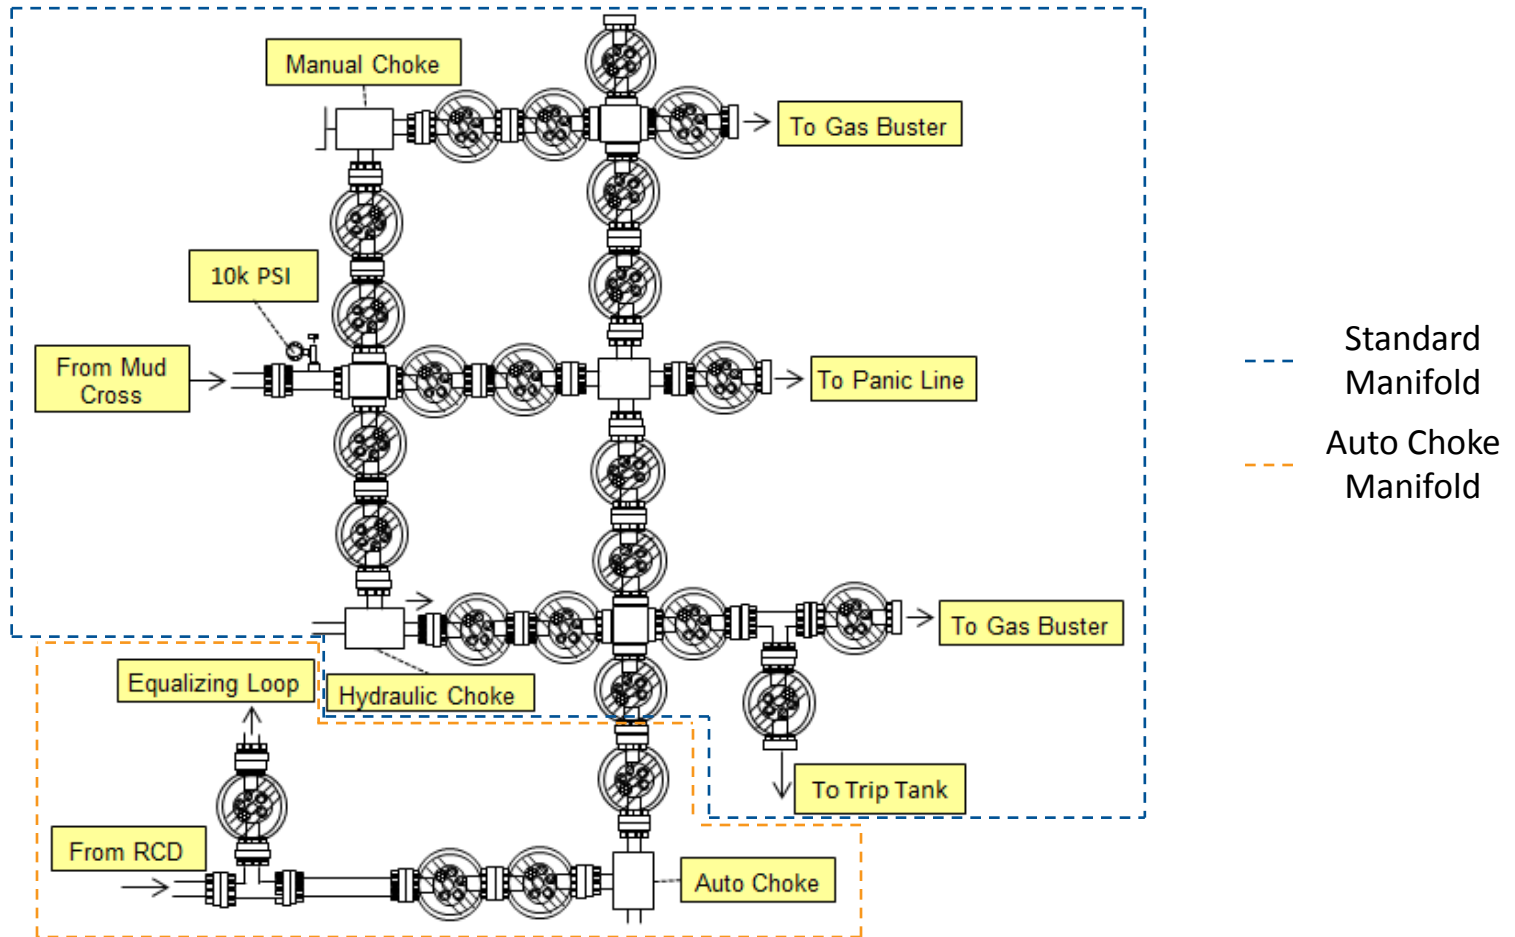 Manual Choke
To Gas Buster
10k PSI
From Mud
Cross
To Panic Line
Standard
Manifold
Auto Choke
Manifold
To Gas Buster
Equalizing Loop
Hydraulic Choke
To Trip Tank
From RCD
Auto Choke